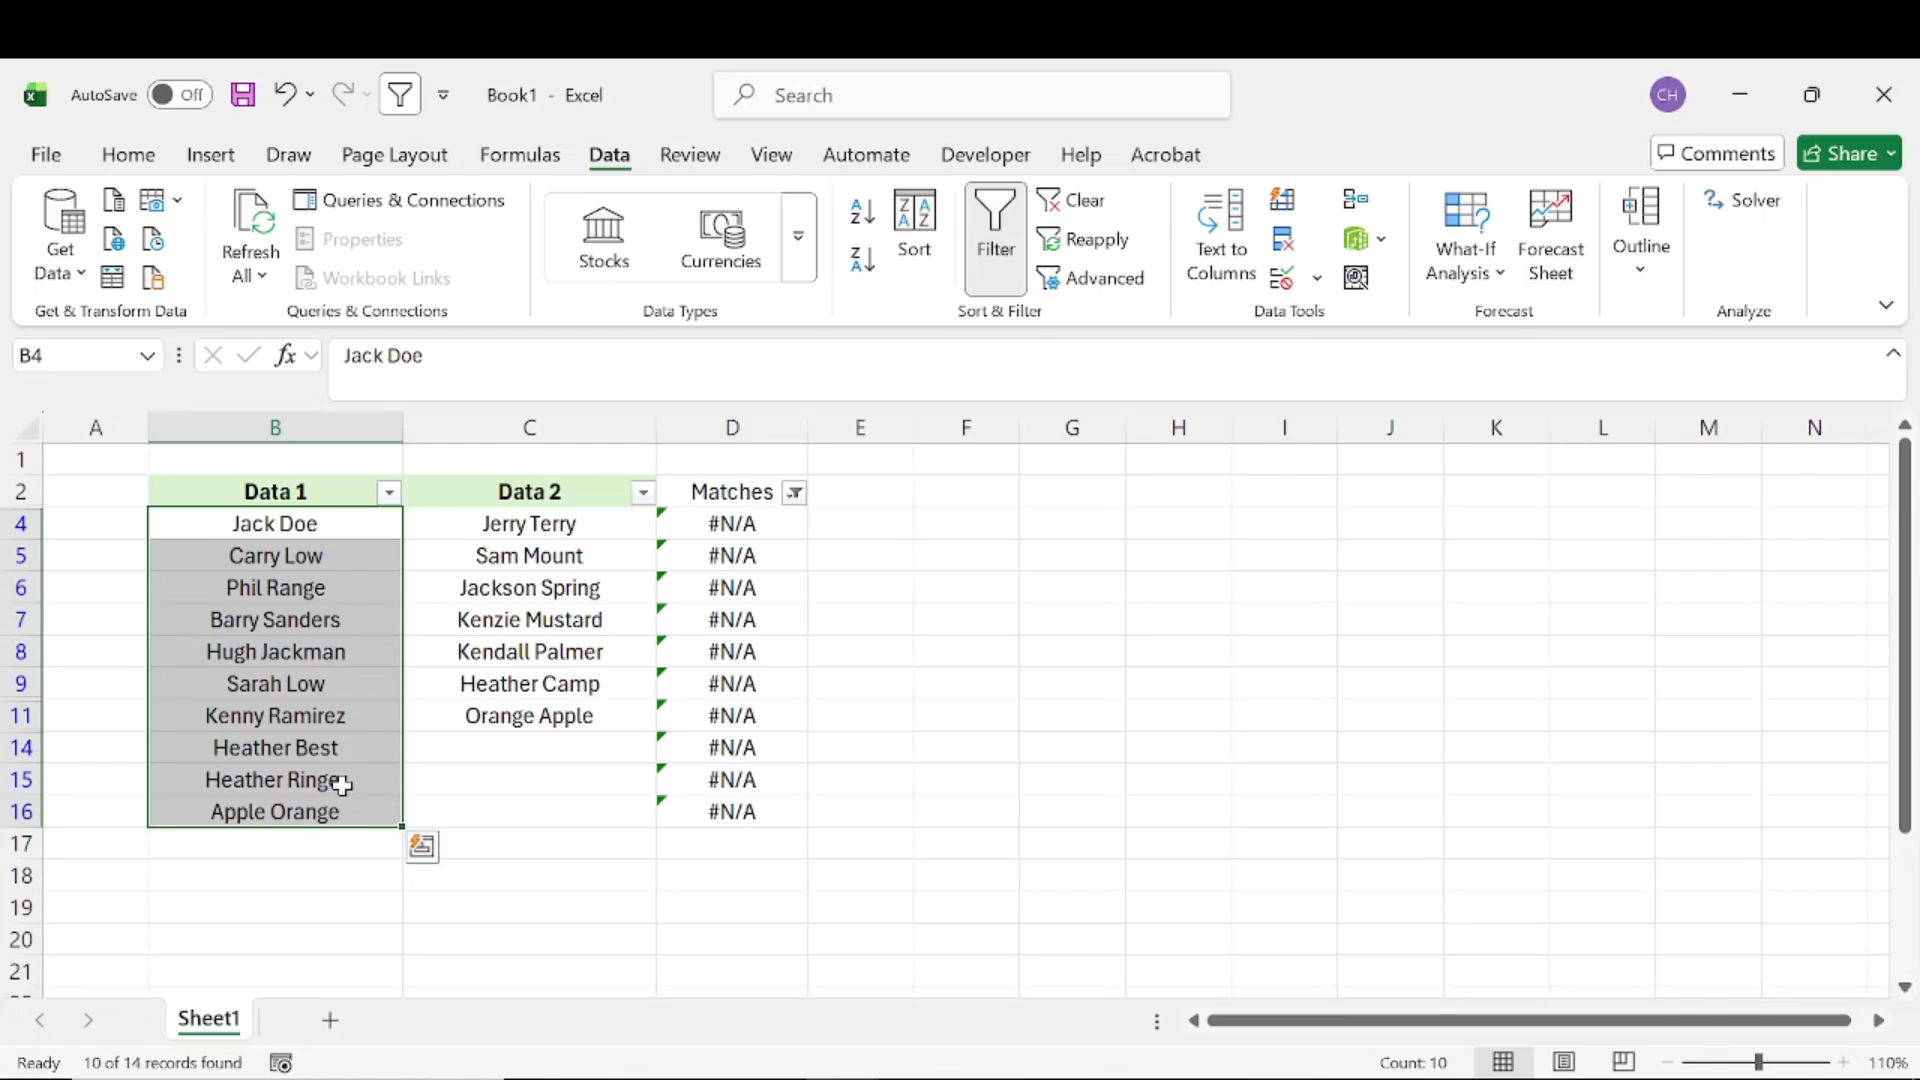 AutoSave Off Book1 - Excel Search CH
File Home Insert Draw Page Layout Formulas Data Review View Automate Developer Help Acrobat Comments Share
Get Data
Get & Transform Data
Refresh All
Queries & Connections
Properties
Workbook Links
Queries & Connections
Stocks Currencies
Data Types
Sort
Filter
Clear
Reapply
Advanced
Sort & Filter
Text to Columns
Data Tools
What-If Analysis
Forecast Sheet
Forecast
Outline
Solver
Analyze
B4 fx Jack Doe
A B C D E F G H I J K L M N
1
2 Data 1 Data 2 Matches
4 Jack Doe Jerry Terry #N/A
5 Carry Low Sam Mount #N/A
6 Phil Range Jackson Spring #N/A
7 Barry Sanders Kenzie Mustard #N/A
8 Hugh Jackman Kendall Palmer #N/A
9 Sarah Low Heather Camp #N/A
11 Kenny Ramirez Orange Apple #N/A
14 Heather Best #N/A
15 Heather #N/A
16 Apple Orange #N/A
17
18
19
20
21
Sheet1
Ready 10 of 14 records found Count: 10 110%